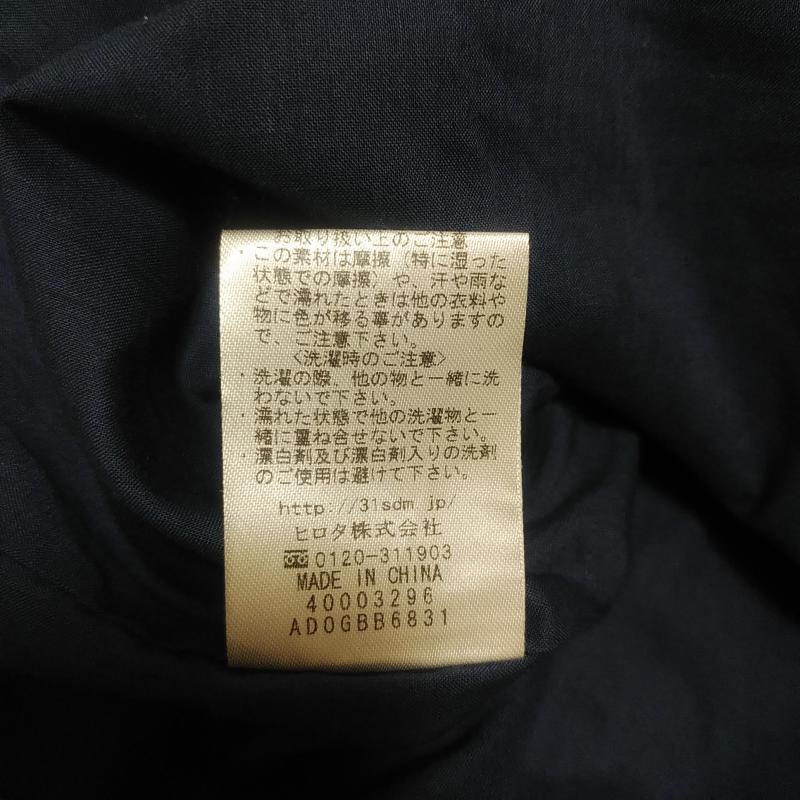 お取り扱い上のご注意
・この素材は摩擦（特に湿った
状態での摩擦）や、汗や雨な
どで濡れたときは他の衣料や
物に色が移る事がありますの
で、ご注意下さい。
<洗濯時のご注意>
・洗濯の際、他の物と一緒に洗
わないで下さい。
・濡れた状態で他の洗濯物と一
緒に重ね合せないで下さい。
・漂白剤及び漂白剤入りの洗剤
のご使用は避けて下さい。
http://31sdm.jp/
ヒロタ株式会社
0120-311903
MADE IN CHINA
40003296
AD0GBB6831